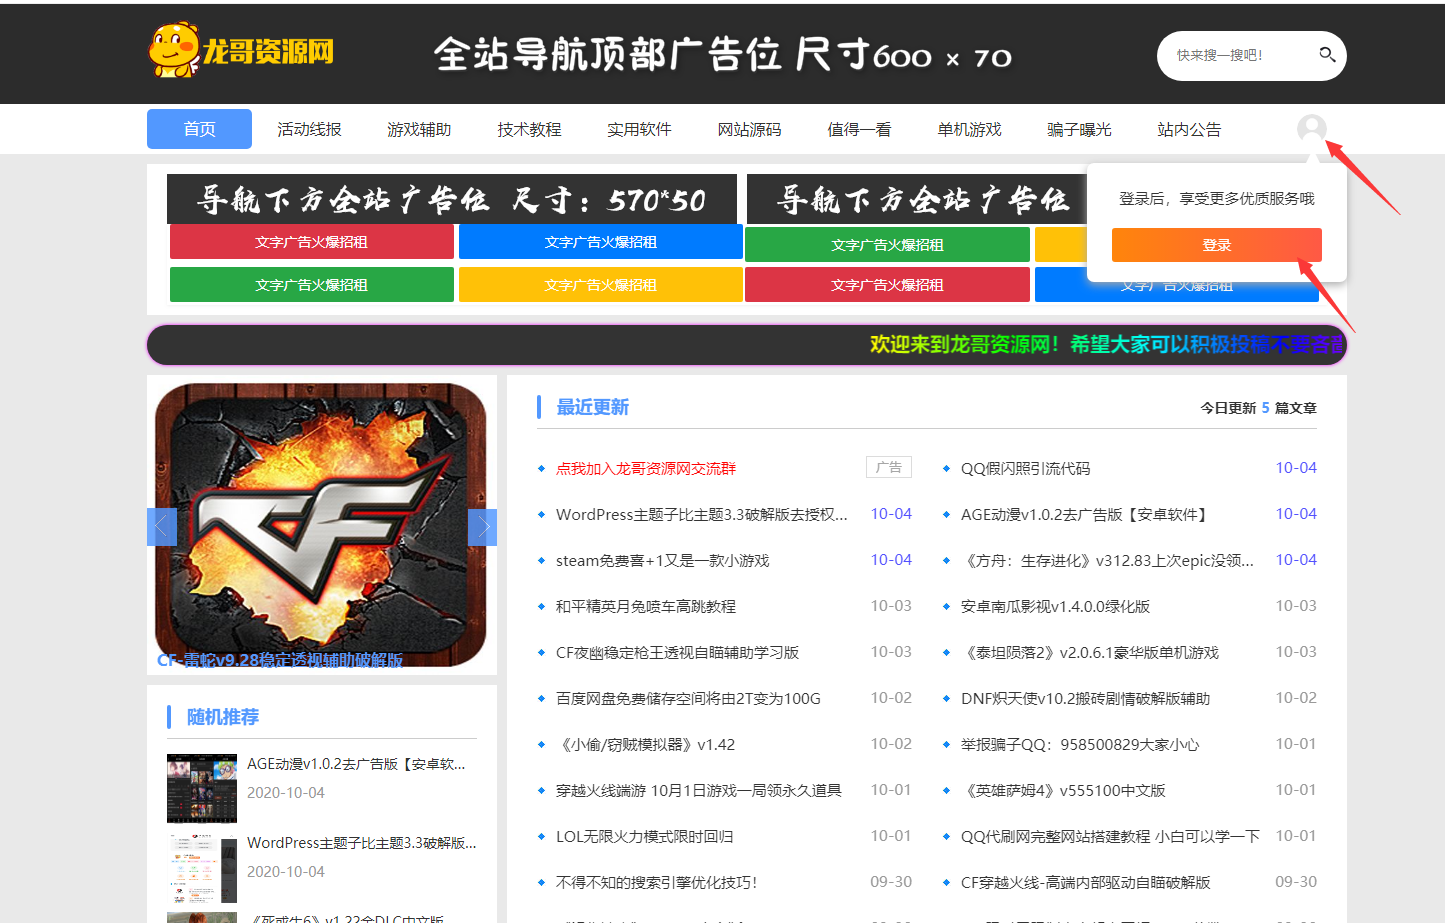 龙哥资源网
全站导航顶部广告位 尺寸600 × 70
快来搜一搜吧!
首页 活动线报 游戏辅助 技术教程 实用软件 网站源码 值得一看 单机游戏 骗子曝光 站内公告
导航下方全站广告位 尺寸：570*50
导航下方全站广告位
登录后，享受更多优质服务哦
登录
文字广告火爆招租 文字广告火爆招租 文字广告火爆招租
文字广告火爆招租 文字广告火爆招租 文字广告火爆招租 文字广告火爆招租
欢迎来到龙哥资源网！希望大家可以积极投稿不要吝啬
CF-雷蛇v9.28稳定透视辅助破解版
随机推荐
AGE动漫v1.0.2去广告版【安卓软...
2020-10-04
WordPress主题子比主题3.3破解版...
2020-10-04
《死或生6》v1.22全DLC中文版
最近更新
今日更新 5 篇文章
点我加入龙哥资源网交流群 广告
QQ假闪照引流代码 10-04
WordPress主题子比主题3.3破解版去授权... 10-04
AGE动漫v1.0.2去广告版【安卓软件】 10-04
steam免费喜+1又是一款小游戏 10-04
《方舟：生存进化》v312.83上次epic没领... 10-04
和平精英月兔喷车高跳教程 10-03
安卓南瓜影视v1.4.0.0绿化版 10-03
CF夜幽稳定枪王透视自瞄辅助学习版 10-03
《泰坦陨落2》v2.0.6.1豪华版单机游戏 10-03
百度网盘免费储存空间将由2T变为100G 10-02
DNF炽天使v10.2搬砖剧情破解版辅助 10-02
《小偷/窃贼模拟器》v1.42 10-02
举报骗子QQ：958500829大家小心 10-01
穿越火线端游 10月1日游戏一局领永久道具 10-01
《英雄萨姆4》v555100中文版 10-01
LOL无限火力模式限时回归 10-01
QQ代刷网完整网站搭建教程 小白可以学一下 10-01
不得不知的搜索引擎优化技巧！ 09-30
CF穿越火线-高端内部驱动自瞄破解版 09-30